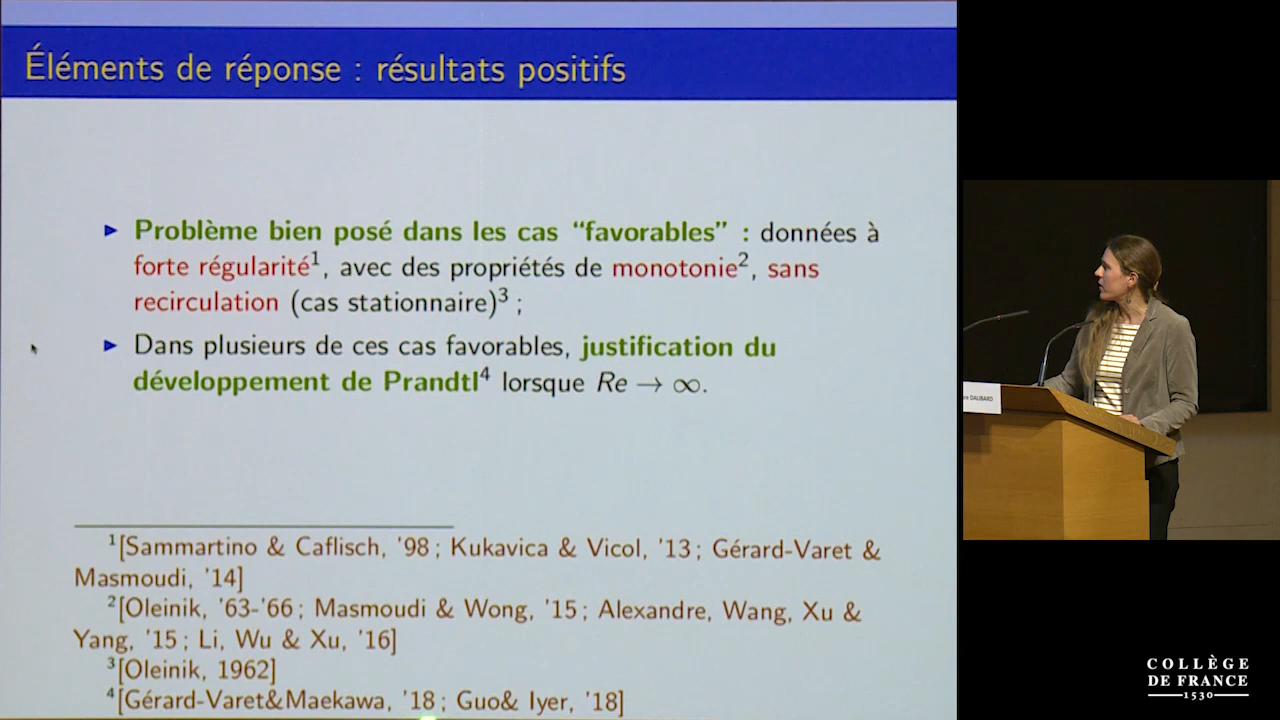 Éléments de réponse : résultats positifs
Problème bien posé dans les cas “favorables” : données à
forte régularité¹, avec des propriétés de monotonie², sans
recirculation (cas stationnaire)³ ;
Dans plusieurs de ces cas favorables, justification du
développement de Prandtl⁴ lorsque Re → ∞.
¹[Sammartino & Caflisch, '98 ; Kukavica & Vicol, '13 ; Gérard-Varet &
Masmoudi, '14]
²[Oleinik, '63-'66 ; Masmoudi & Wong, '15 ; Alexandre, Wang, Xu &
Yang, '15 ; Li, Wu & Xu, '16]
³[Oleinik, 1962]
⁴[Gérard-Varet&Maekawa, '18 ; Guo& Iyer, '18]
re DALIBARD
COLLÈGE
DE FRANCE
1530